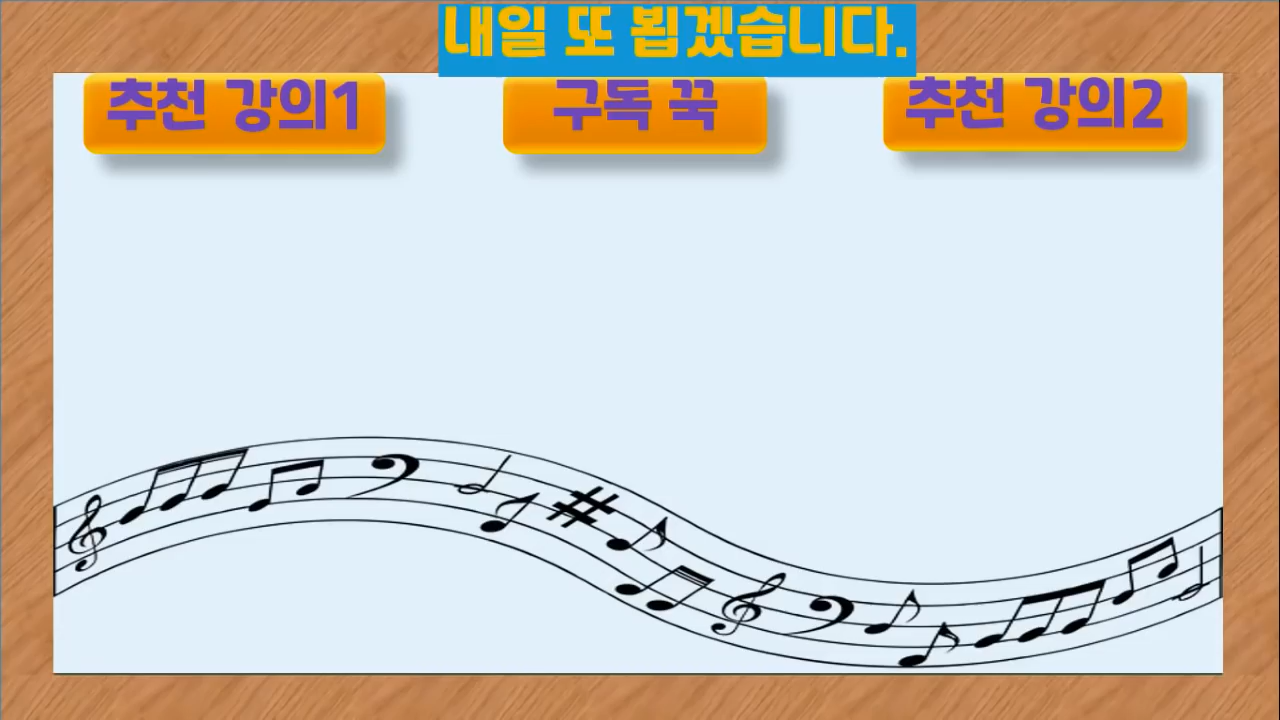 내일 또 뵙겠습니다.
추천 강의1
구독 꾹
추천 강의2